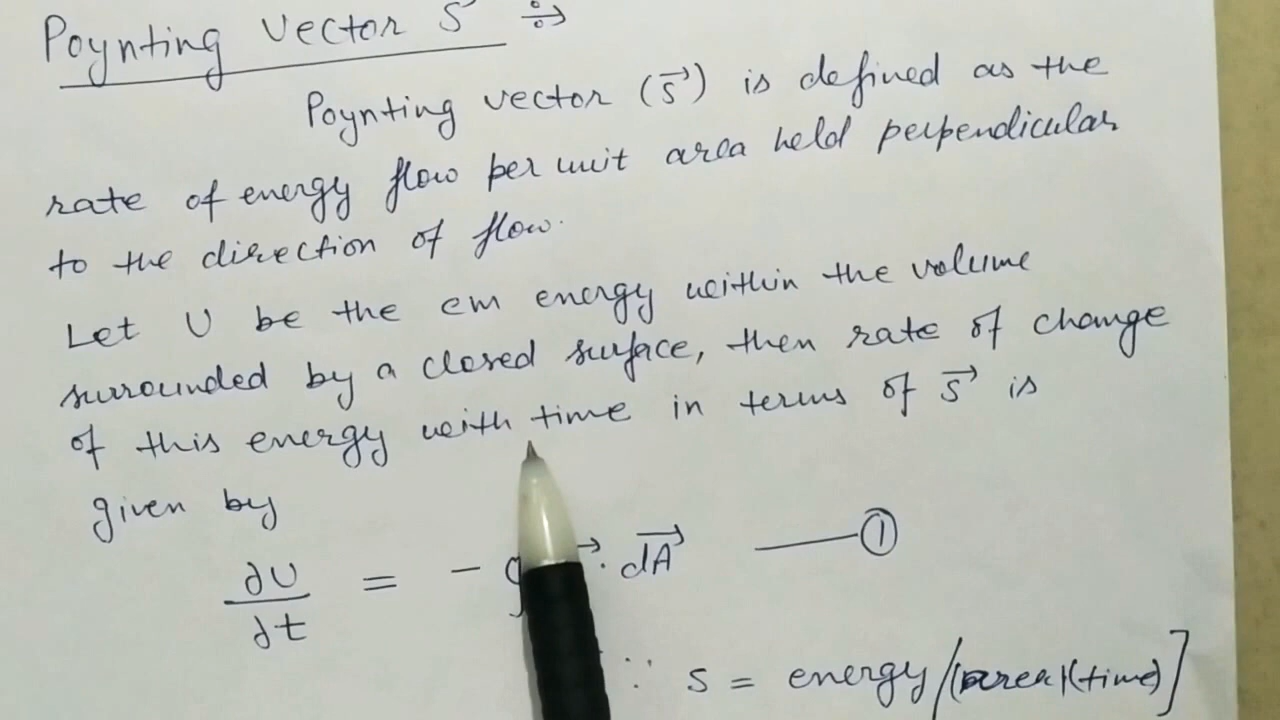 Poynting Vector S⃗ ÷→
Poynting vector (S⃗) is defined as the
rate of energy flow per unit area held perpendicular
to the direction of flow.
Let U be the em energy within the volume
surrounded by a closed surface, then rate of change
of this energy with time in terms of S⃗ is
given by
∂U/∂t = - . dA⃗ —— ①
∵ s = energy/(area)(time)]